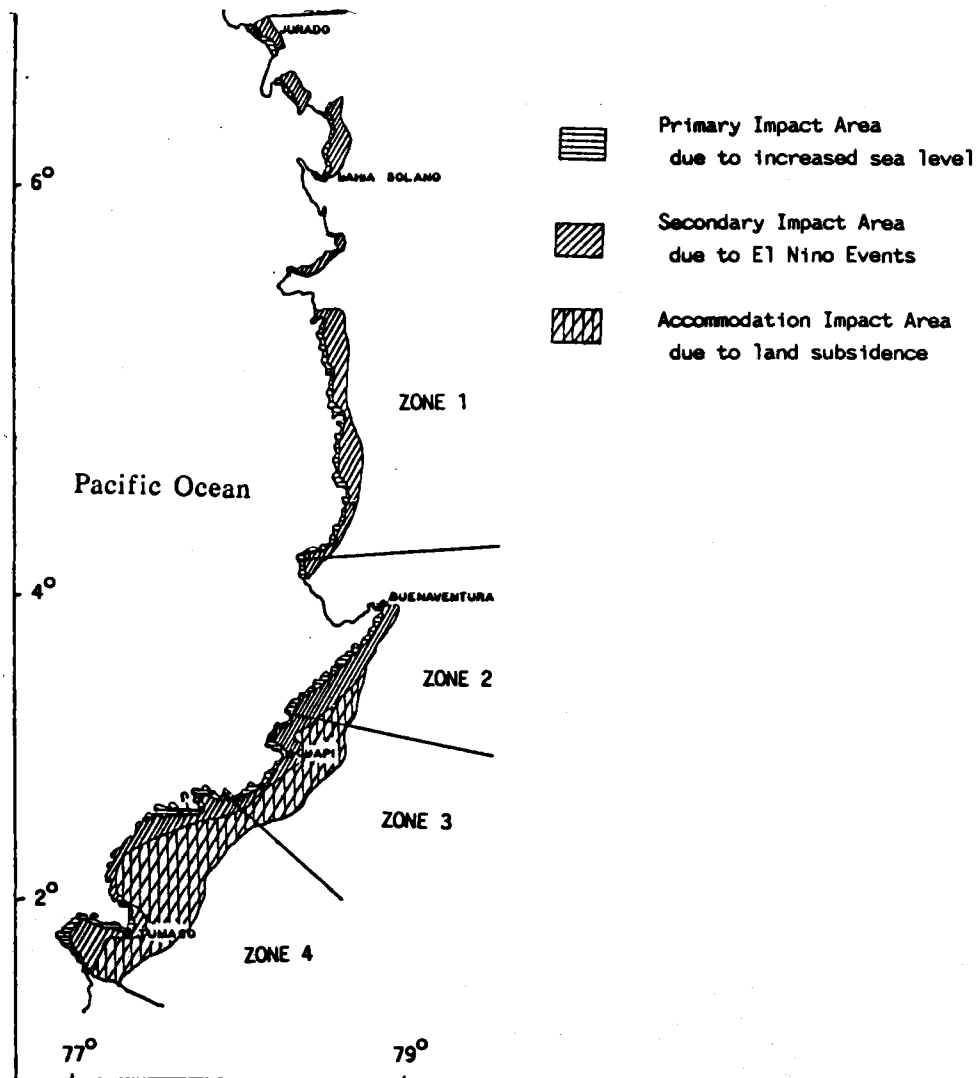 JURADO
Primary Impact Area
due to increased sea level
6°
BAHIA SOLANO
Secondary Impact Area
due to El Nino Events
Accommodation Impact Area
due to land subsidence
ZONE 1
Pacific Ocean
4°
BUENAVENTURA
ZONE 2
ZONE 3
2°
TUMACO
ZONE 4
77°
79°